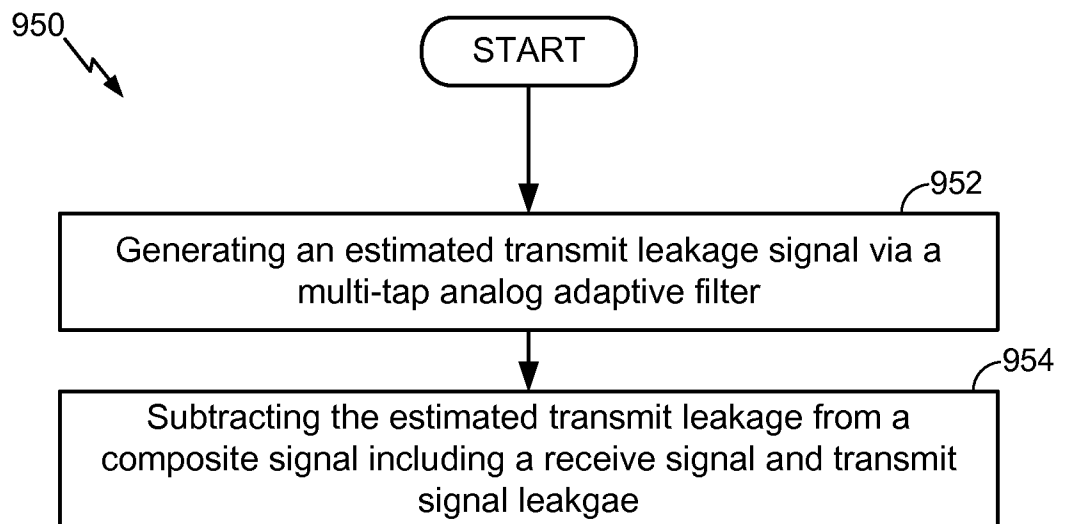 950
START
952
Generating an estimated transmit leakage signal via a
multi-tap analog adaptive filter
954
Subtracting the estimated transmit leakage from a
composite signal including a receive signal and transmit
signal leakgae